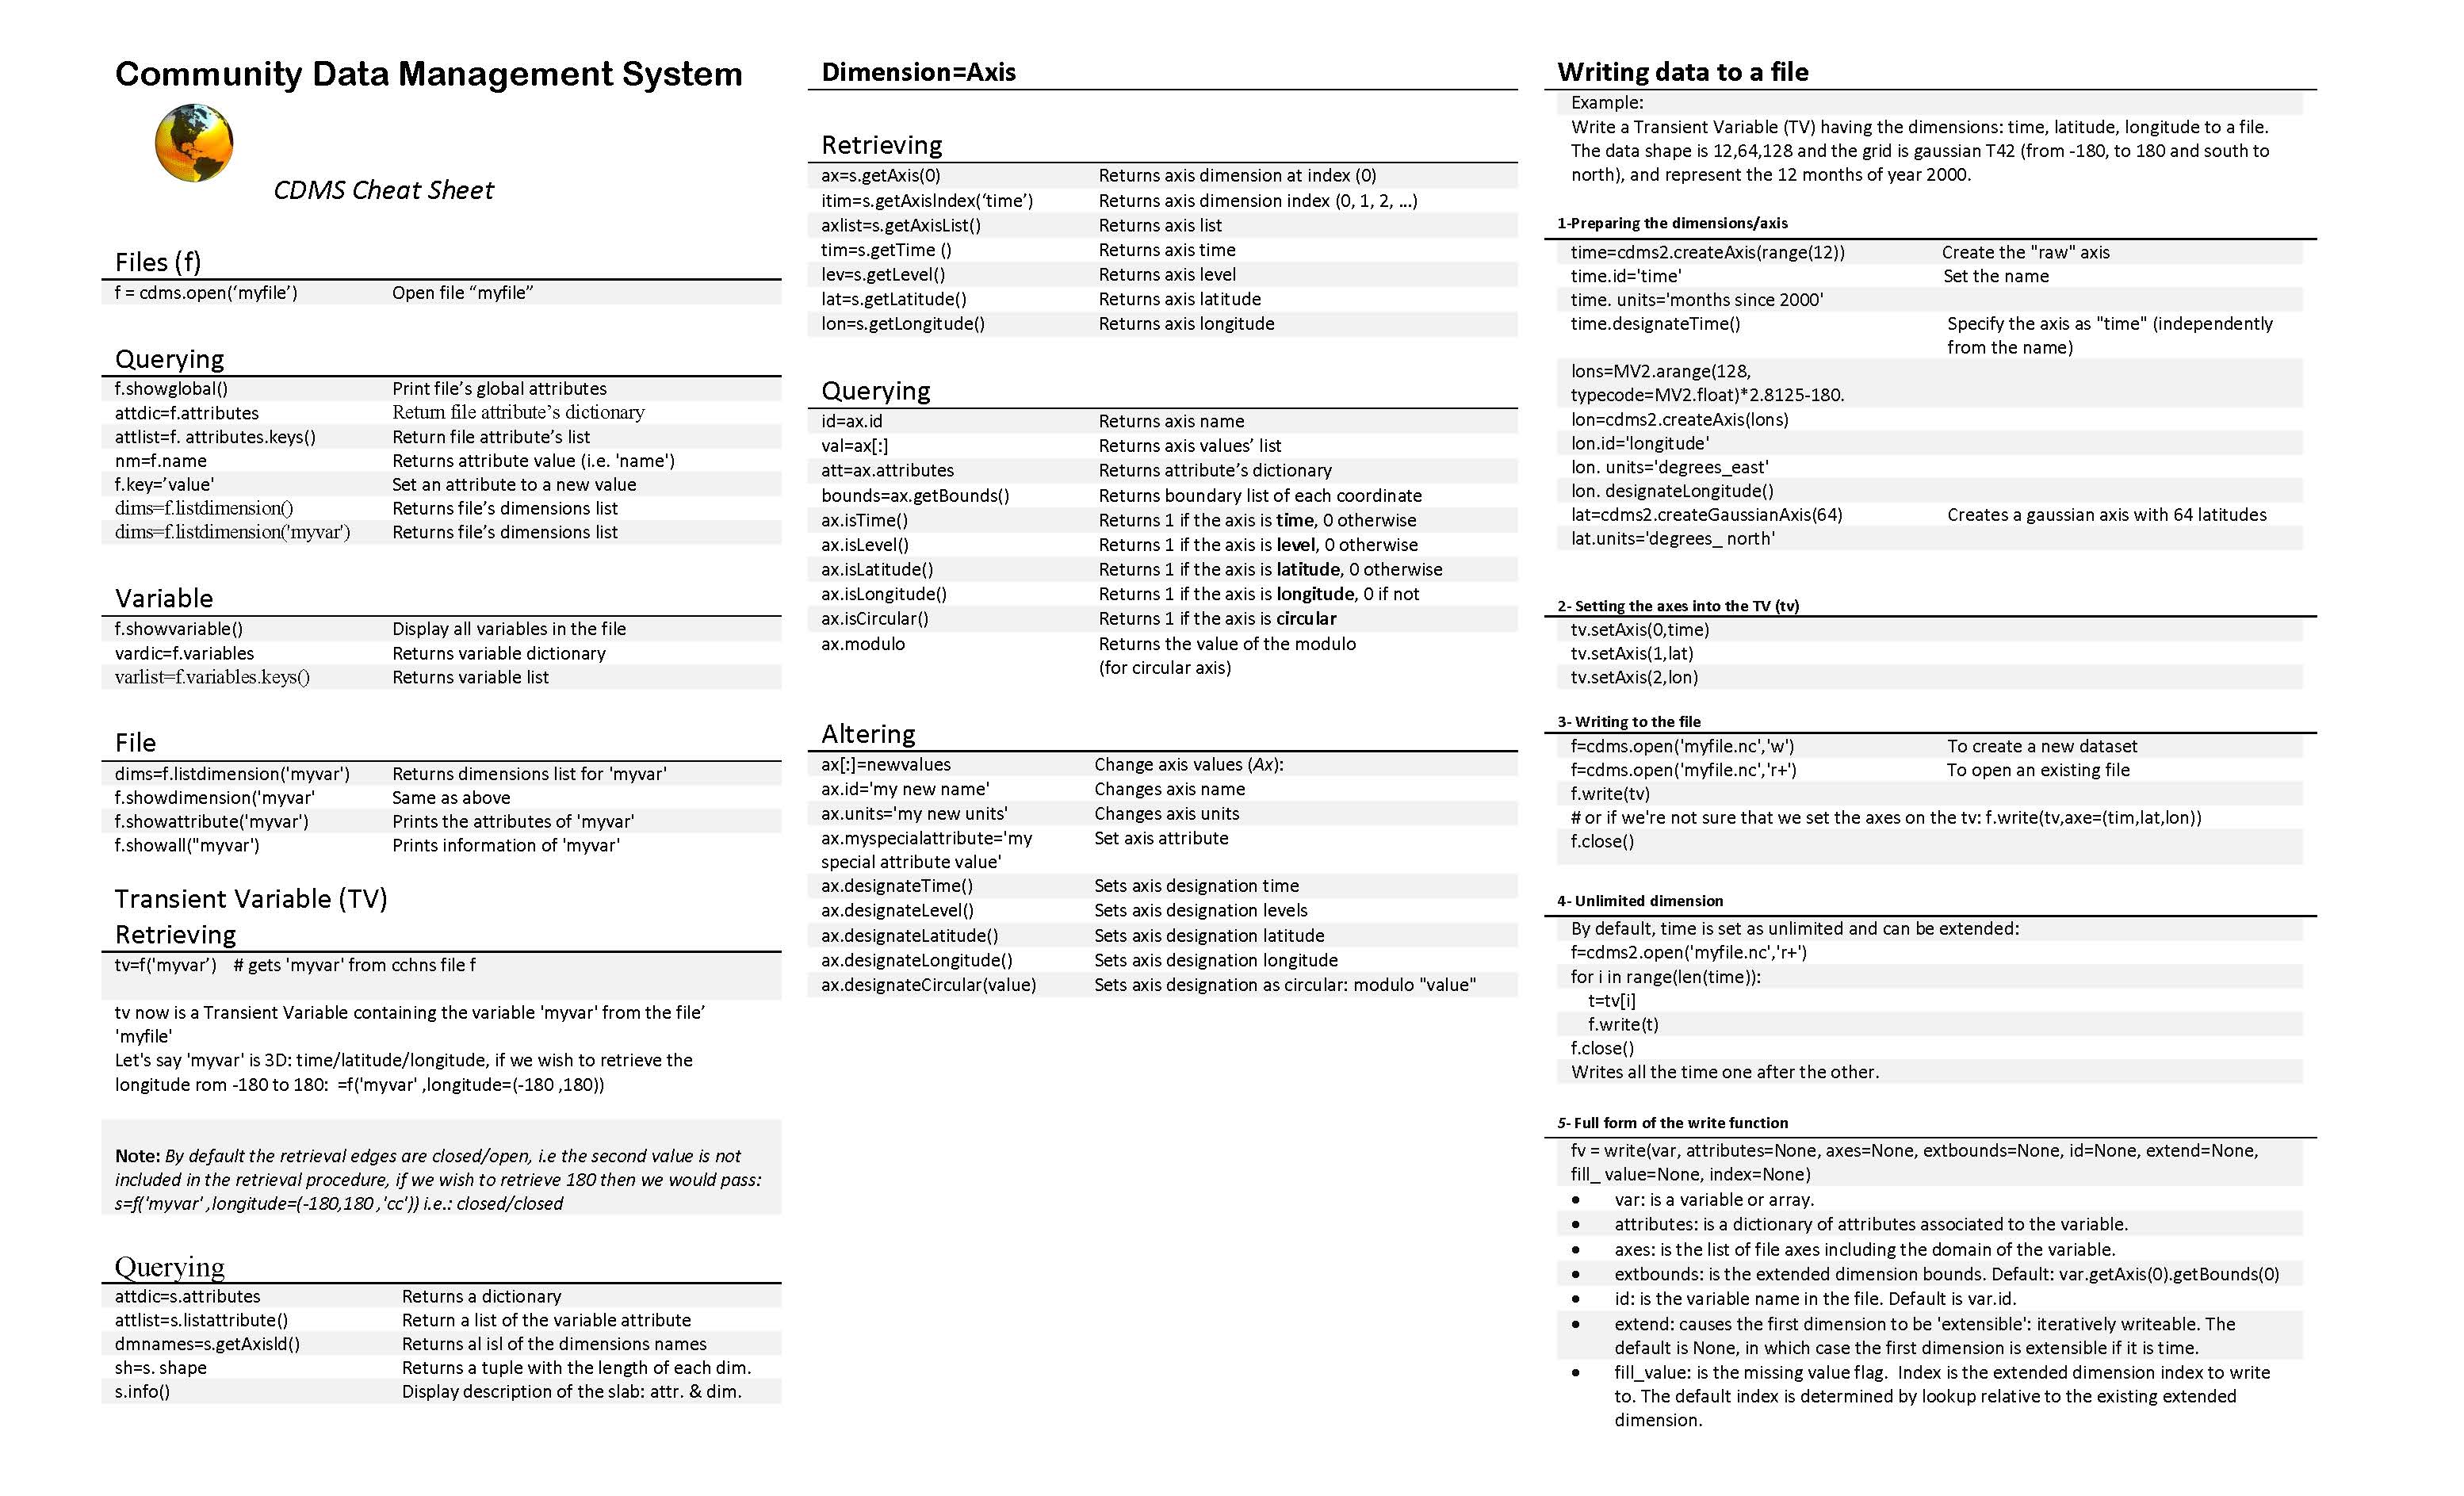 Community Data Management System
CDMS Cheat Sheet
Files (f)
f = cdms.open(‘myfile’) Open file “myfile”
Querying
f.showglobal() Print file’s global attributes
attdic=f.attributes Return file attribute’s dictionary
attlist=f. attributes.keys() Return file attribute’s list
nm=f.name Returns attribute value (i.e. 'name')
f.key=’value' Set an attribute to a new value
dims=f.listdimension() Returns file’s dimensions list
dims=f.listdimension('myvar') Returns file’s dimensions list
Variable
f.showvariable() Display all variables in the file
vardic=f.variables Returns variable dictionary
varlist=f.variables.keys() Returns variable list
File
dims=f.listdimension('myvar') Returns dimensions list for 'myvar'
f.showdimension('myvar' Same as above
f.showattribute('myvar') Prints the attributes of 'myvar'
f.showall("myvar') Prints information of 'myvar'
Transient Variable (TV)
Retrieving
tv=f('myvar’) # gets 'myvar' from cchns file f
tv now is a Transient Variable containing the variable 'myvar' from the file’
'myfile'
Let's say 'myvar' is 3D: time/latitude/longitude, if we wish to retrieve the
longitude rom -180 to 180: =f('myvar' ,longitude=(-180 ,180))
Note: By default the retrieval edges are closed/open, i.e the second value is not
included in the retrieval procedure, if we wish to retrieve 180 then we would pass:
s=f('myvar' ,longitude=(-180,180 ,'cc')) i.e.: closed/closed
Querying
attdic=s.attributes Returns a dictionary
attlist=s.listattribute() Return a list of the variable attribute
dmnames=s.getAxisId() Returns al isl of the dimensions names
sh=s. shape Returns a tuple with the length of each dim.
s.info() Display description of the slab: attr. & dim.
Dimension=Axis
Retrieving
ax=s.getAxis(0) Returns axis dimension at index (0)
itim=s.getAxisIndex(‘time’) Returns axis dimension index (0, 1, 2, ...)
axlist=s.getAxisList() Returns axis list
tim=s.getTime () Returns axis time
lev=s.getLevel() Returns axis level
lat=s.getLatitude() Returns axis latitude
lon=s.getLongitude() Returns axis longitude
Querying
id=ax.id Returns axis name
val=ax[:] Returns axis values’ list
att=ax.attributes Returns attribute’s dictionary
bounds=ax.getBounds() Returns boundary list of each coordinate
ax.isTime() Returns 1 if the axis is time, 0 otherwise
ax.isLevel() Returns 1 if the axis is level, 0 otherwise
ax.isLatitude() Returns 1 if the axis is latitude, 0 otherwise
ax.isLongitude() Returns 1 if the axis is longitude, 0 if not
ax.isCircular() Returns 1 if the axis is circular
ax.modulo Returns the value of the modulo
(for circular axis)
Altering
ax[:]=newvalues Change axis values (Ax):
ax.id='my new name' Changes axis name
ax.units='my new units' Changes axis units
ax.myspecialattribute='my Set axis attribute
special attribute value'
ax.designateTime() Sets axis designation time
ax.designateLevel() Sets axis designation levels
ax.designateLatitude() Sets axis designation latitude
ax.designateLongitude() Sets axis designation longitude
ax.designateCircular(value) Sets axis designation as circular: modulo "value"
Writing data to a file
Example:
Write a Transient Variable (TV) having the dimensions: time, latitude, longitude to a file.
The data shape is 12,64,128 and the grid is gaussian T42 (from -180, to 180 and south to
north), and represent the 12 months of year 2000.
1-Preparing the dimensions/axis
time=cdms2.createAxis(range(12)) Create the "raw" axis
time.id='time' Set the name
time. units='months since 2000'
time.designateTime() Specify the axis as "time" (independently
from the name)
lons=MV2.arange(128,
typecode=MV2.float)*2.8125-180.
lon=cdms2.createAxis(lons)
lon.id='longitude'
lon. units='degrees_east'
lon. designateLongitude()
lat=cdms2.createGaussianAxis(64) Creates a gaussian axis with 64 latitudes
lat.units='degrees_ north'
2- Setting the axes into the TV (tv)
tv.setAxis(0,time)
tv.setAxis(1,lat)
tv.setAxis(2,lon)
3- Writing to the file
f=cdms.open('myfile.nc','w') To create a new dataset
f=cdms.open('myfile.nc','r+') To open an existing file
f.write(tv)
# or if we're not sure that we set the axes on the tv: f.write(tv,axe=(tim,lat,lon))
f.close()
4- Unlimited dimension
By default, time is set as unlimited and can be extended:
f=cdms2.open('myfile.nc','r+')
for i in range(len(time)):
t=tv[i]
f.write(t)
f.close()
Writes all the time one after the other.
5- Full form of the write function
fv = write(var, attributes=None, axes=None, extbounds=None, id=None, extend=None,
fill_ value=None, index=None)
• var: is a variable or array.
• attributes: is a dictionary of attributes associated to the variable.
• axes: is the list of file axes including the domain of the variable.
• extbounds: is the extended dimension bounds. Default: var.getAxis(0).getBounds(0)
• id: is the variable name in the file. Default is var.id.
• extend: causes the first dimension to be 'extensible': iteratively writeable. The
default is None, in which case the first dimension is extensible if it is time.
• fill_value: is the missing value flag. Index is the extended dimension index to write
to. The default index is determined by lookup relative to the existing extended
dimension.